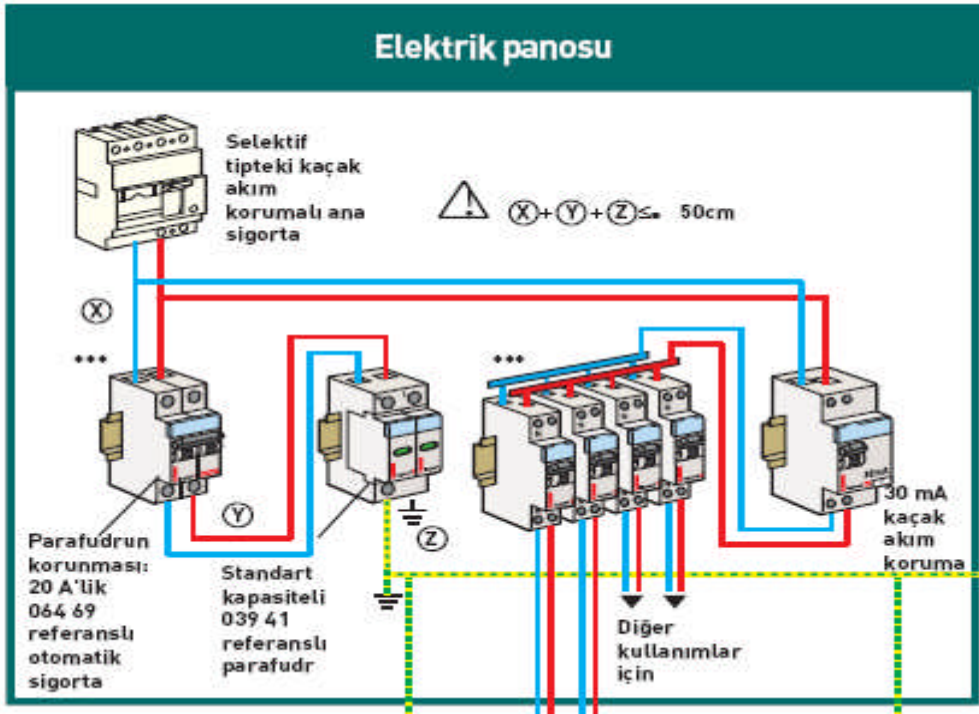 Elektrik panosu
Selektif
tipteki kaçak
akım
korumalı ana
sigorta
X+Y+Z≤ 50cm
X
Y
Z
Parafudrun
korunması:
20 A'lik
064 69
referanslı
otomatik
sigorta
Standart
kapasiteli
039 41
referanslı
parafudr
Diğer
kullanımlar
için
30 mA
kaçak
akım
koruma